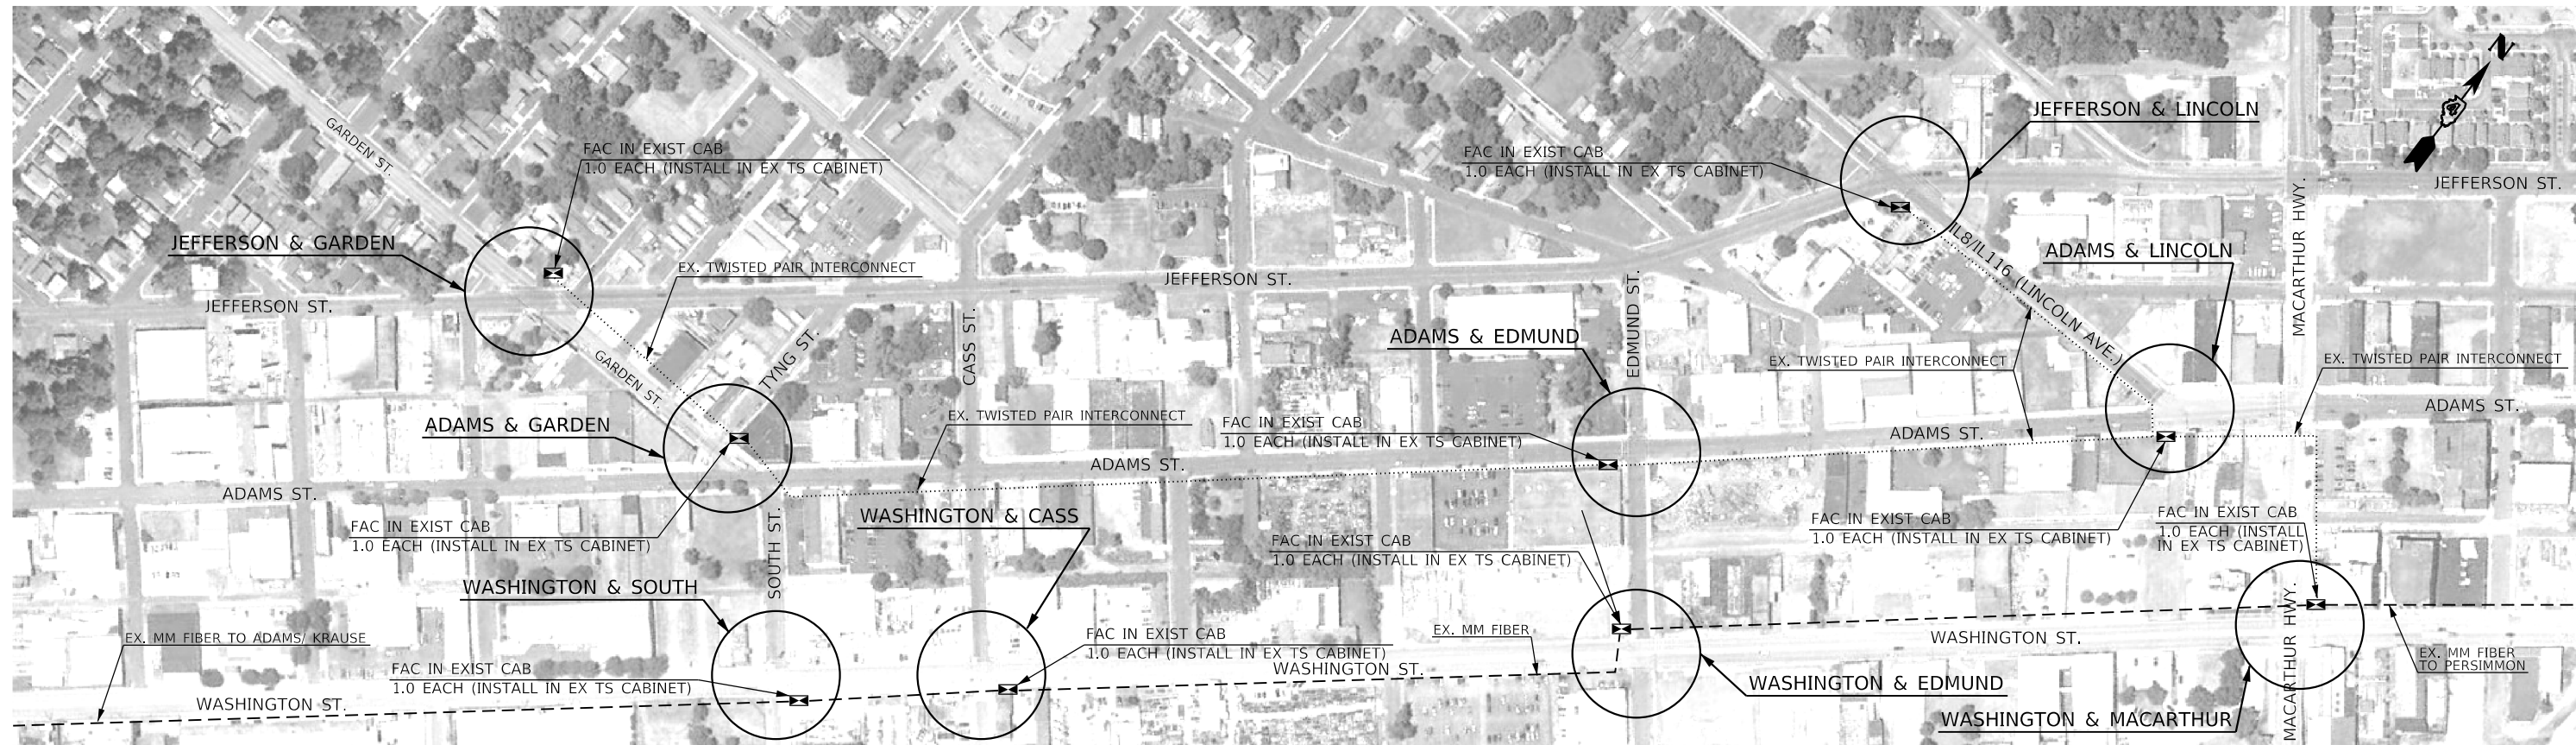 N
JEFFERSON & LINCOLN
GARDEN ST.
FAC IN EXIST CAB
1.0 EACH (INSTALL IN EX TS CABINET)
FAC IN EXIST CAB
1.0 EACH (INSTALL IN EX TS CABINET)
JEFFERSON ST.
MACARTHUR HWY.
JEFFERSON & GARDEN
EX. TWISTED PAIR INTERCONNECT
JEFFERSON ST.
IL8/IL116 (LINCOLN AVE.)
ADAMS & LINCOLN
JEFFERSON ST.
EDMUND ST.
CASS ST.
TYNG ST.
GARDEN ST.
ADAMS & EDMUND
EX. TWISTED PAIR INTERCONNECT
EX. TWISTED PAIR INTERCONNECT
ADAMS ST.
ADAMS & GARDEN
EX. TWISTED PAIR INTERCONNECT
FAC IN EXIST CAB
1.0 EACH (INSTALL IN EX TS CABINET)
ADAMS ST.
ADAMS ST.
ADAMS ST.
FAC IN EXIST CAB
1.0 EACH (INSTALL IN EX TS CABINET)
SOUTH ST.
WASHINGTON & CASS
FAC IN EXIST CAB
1.0 EACH (INSTALL IN EX TS CABINET)
FAC IN EXIST CAB
1.0 EACH (INSTALL IN EX TS CABINET)
FAC IN EXIST CAB
1.0 EACH (INSTALL
IN EX TS CABINET)
WASHINGTON & SOUTH
EX. MM FIBER TO ADAMS/ KRAUSE
FAC IN EXIST CAB
1.0 EACH (INSTALL IN EX TS CABINET)
FAC IN EXIST CAB
1.0 EACH (INSTALL IN EX TS CABINET)
EX. MM FIBER
WASHINGTON ST.
WASHINGTON ST.
WASHINGTON ST.
MACARTHUR HWY.
EX. MM FIBER
TO PERSIMMON
WASHINGTON & EDMUND
WASHINGTON & MACARTHUR